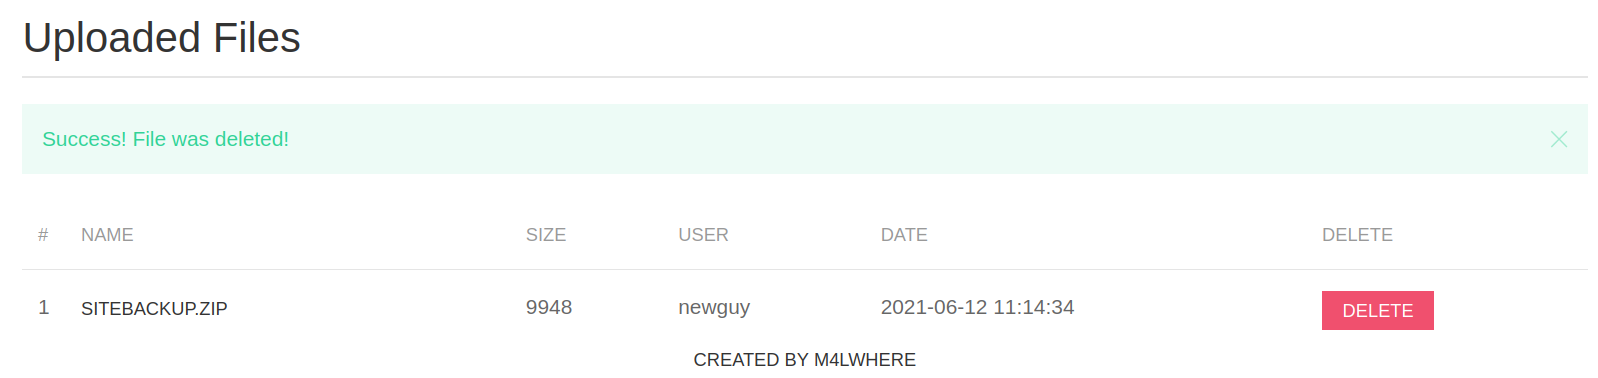 Uploaded Files
Success! File was deleted!
# NAME SIZE USER DATE DELETE
1 SITEBACKUP.ZIP 9948 newguy 2021-06-12 11:14:34 DELETE
CREATED BY M4LWHERE